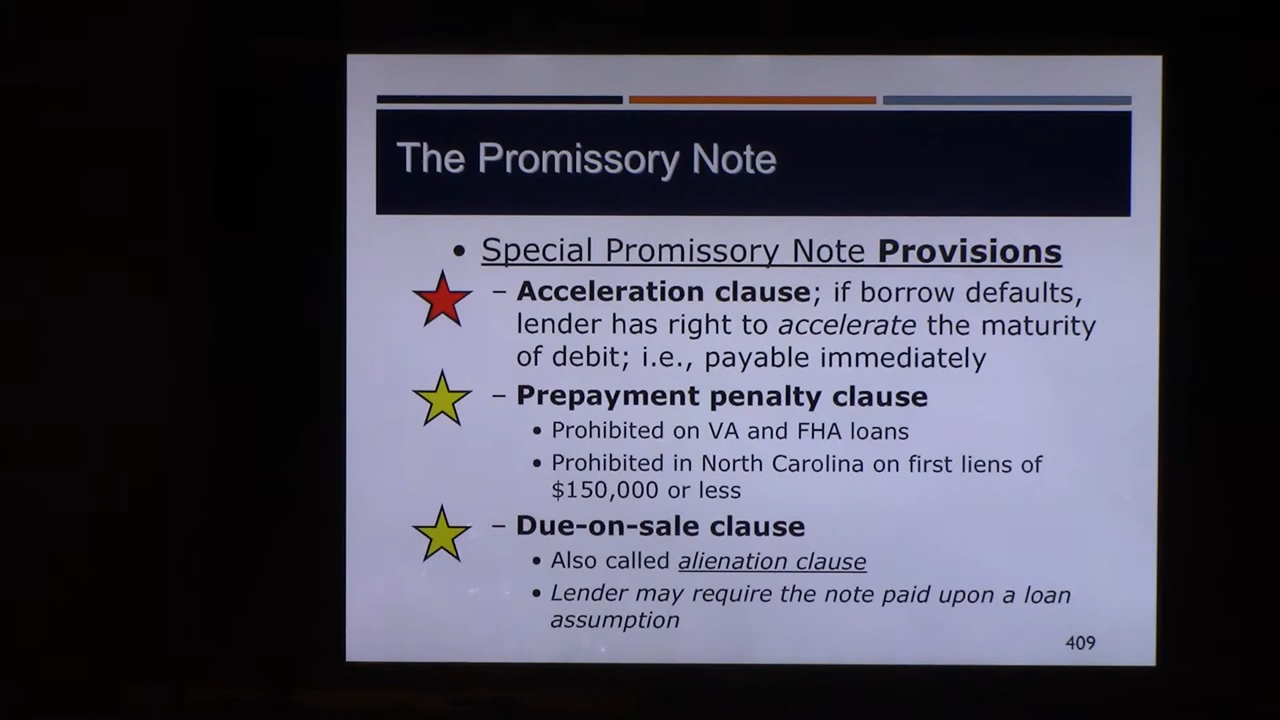 The Promissory Note
• Special Promissory Note Provisions
– Acceleration clause; if borrow defaults,
lender has right to accelerate the maturity
of debit; i.e., payable immediately
– Prepayment penalty clause
• Prohibited on VA and FHA loans
• Prohibited in North Carolina on first liens of
$150,000 or less
– Due-on-sale clause
• Also called alienation clause
• Lender may require the note paid upon a loan
assumption
409